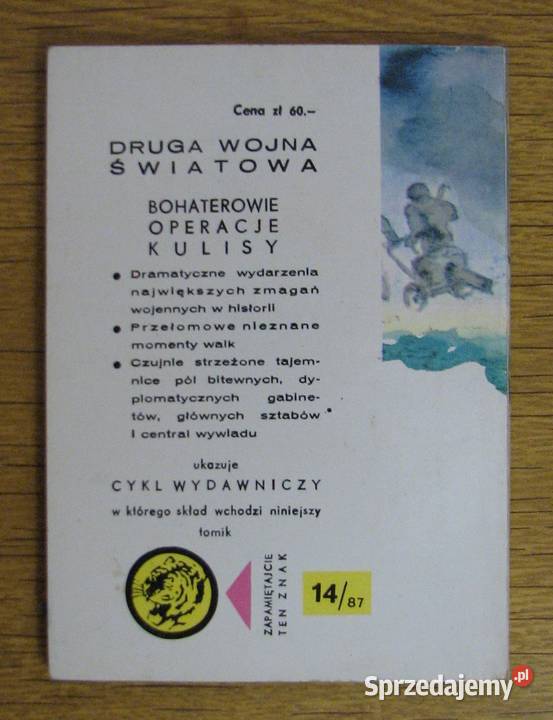 Cena zł 60.—
DRUGA WOJNA
ŚWIATOWA
BOHATEROWIE
OPERACJE
KULISY
● Dramatyczne wydarzenia
największych zmagań
wojennych w historii
● Przełomowe nieznane
momenty walk
● Czujnie strzeżone tajem-
nice pól bitewnych, dy-
plomatycznych gabine-
tów, głównych sztabów
i central wywiadu
ukazuje
CYKL WYDAWNICZY
w którego skład wchodzi niniejszy
tomik
ZAPAMIĘTAJCIE
TEN ZNAK
14/87
Sprzedajemy.pl